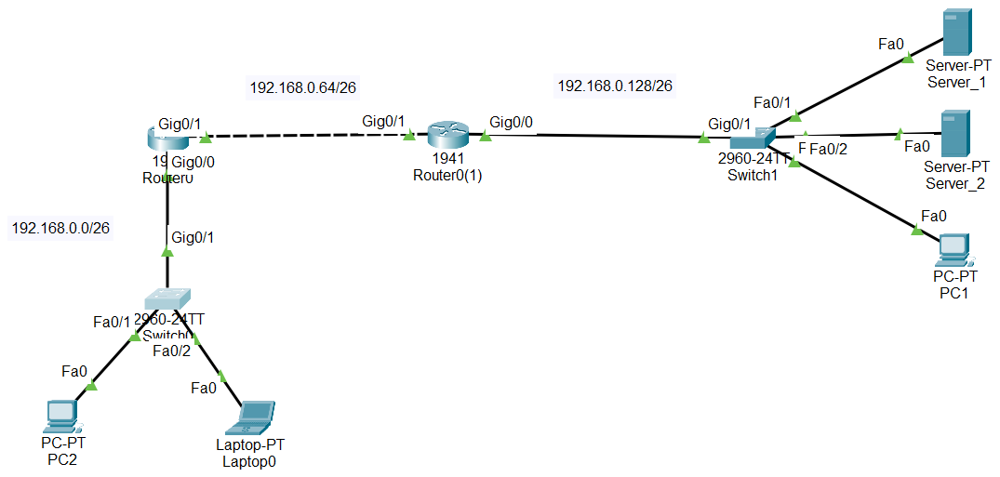 Fa0
Server-PT
Server_1
192.168.0.64/26
192.168.0.128/26
Fa0/1
Gig0/1
Gig0/1
Gig0/0
Gig0/1
Fa0/2
Fa0
Gig0/0
1941
Router0(1)
2960-24TT
Switch1
Server-PT
Server_2
192.168.0.0/26
Gig0/1
Fa0
PC-PT
PC1
Fa0/1
2960-24TT
Switch0
Fa0/2
Fa0
Fa0
PC-PT
PC2
Laptop-PT
Laptop0